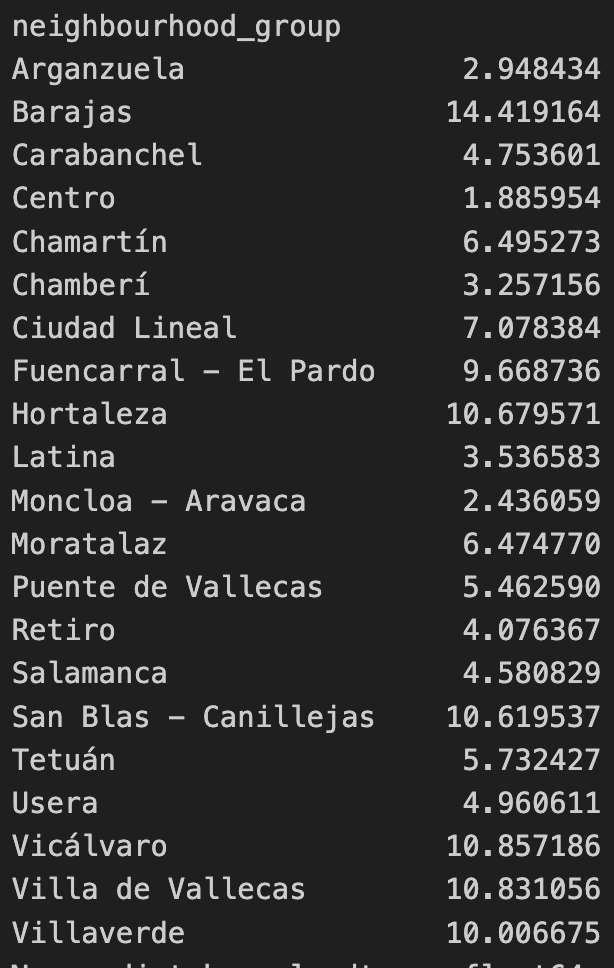 neighbourhood_group
Arganzuela 2.948434
Barajas 14.419164
Carabanchel 4.753601
Centro 1.885954
Chamartín 6.495273
Chamberí 3.257156
Ciudad Lineal 7.078384
Fuencarral – El Pardo 9.668736
Hortaleza 10.679571
Latina 3.536583
Moncloa – Aravaca 2.436059
Moratalaz 6.474770
Puente de Vallecas 5.462590
Retiro 4.076367
Salamanca 4.580829
San Blas – Canillejas 10.619537
Tetuán 5.732427
Usera 4.960611
Vicálvaro 10.857186
Villa de Vallecas 10.831056
Villaverde 10.006675